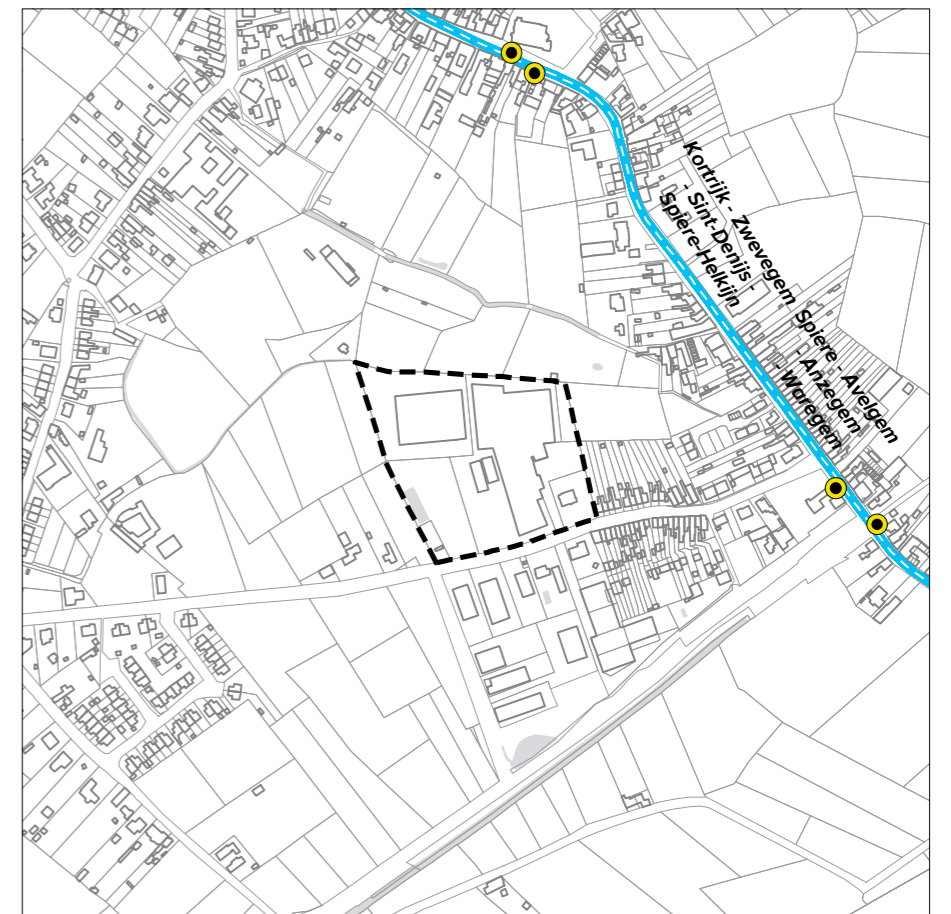 Kortrijk - Zwevegem
- Sint-Denijs -
Spiere-Helkijn
Spiere - Avelgem
- Anzegem
- Waregem